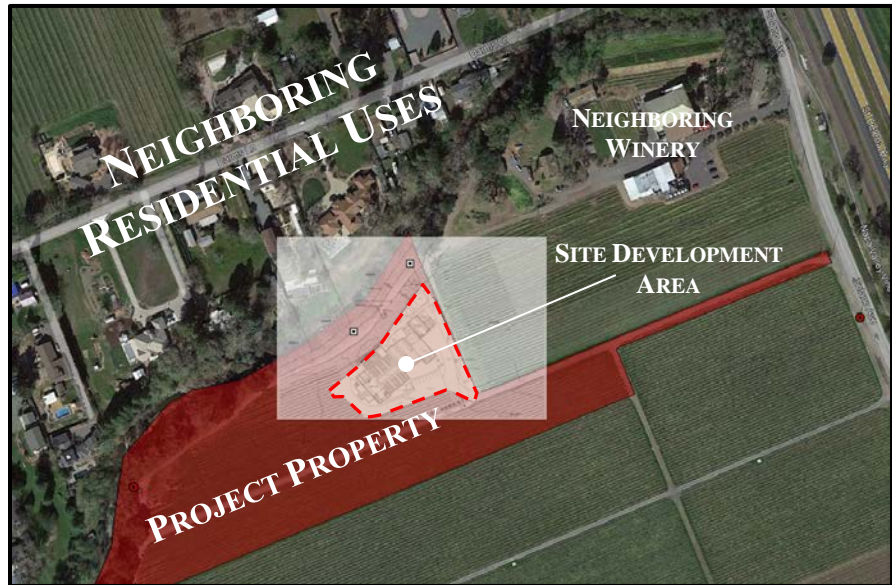 NEIGHBORING
RESIDENTIAL USES
NEIGHBORING
WINERY
SITE DEVELOPMENT
AREA
PROJECT PROPERTY